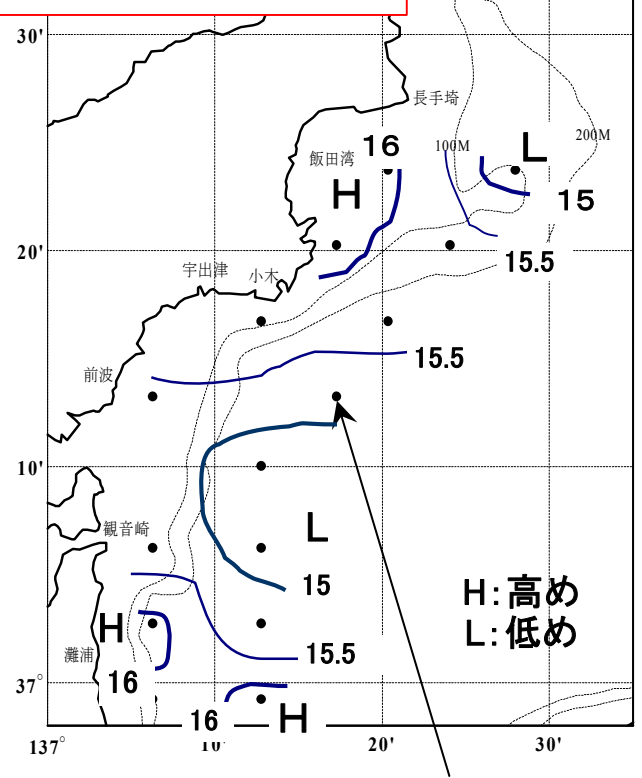 30'
長手埼
16
飯田湾
100M
L
200M
H
15
20'
宇出津
小木
15.5
前波
15.5
10'
観音崎
L
15
H:高め
L:低め
H
灘浦
15.5
16
37°
16
H
137°
10'
20'
30'